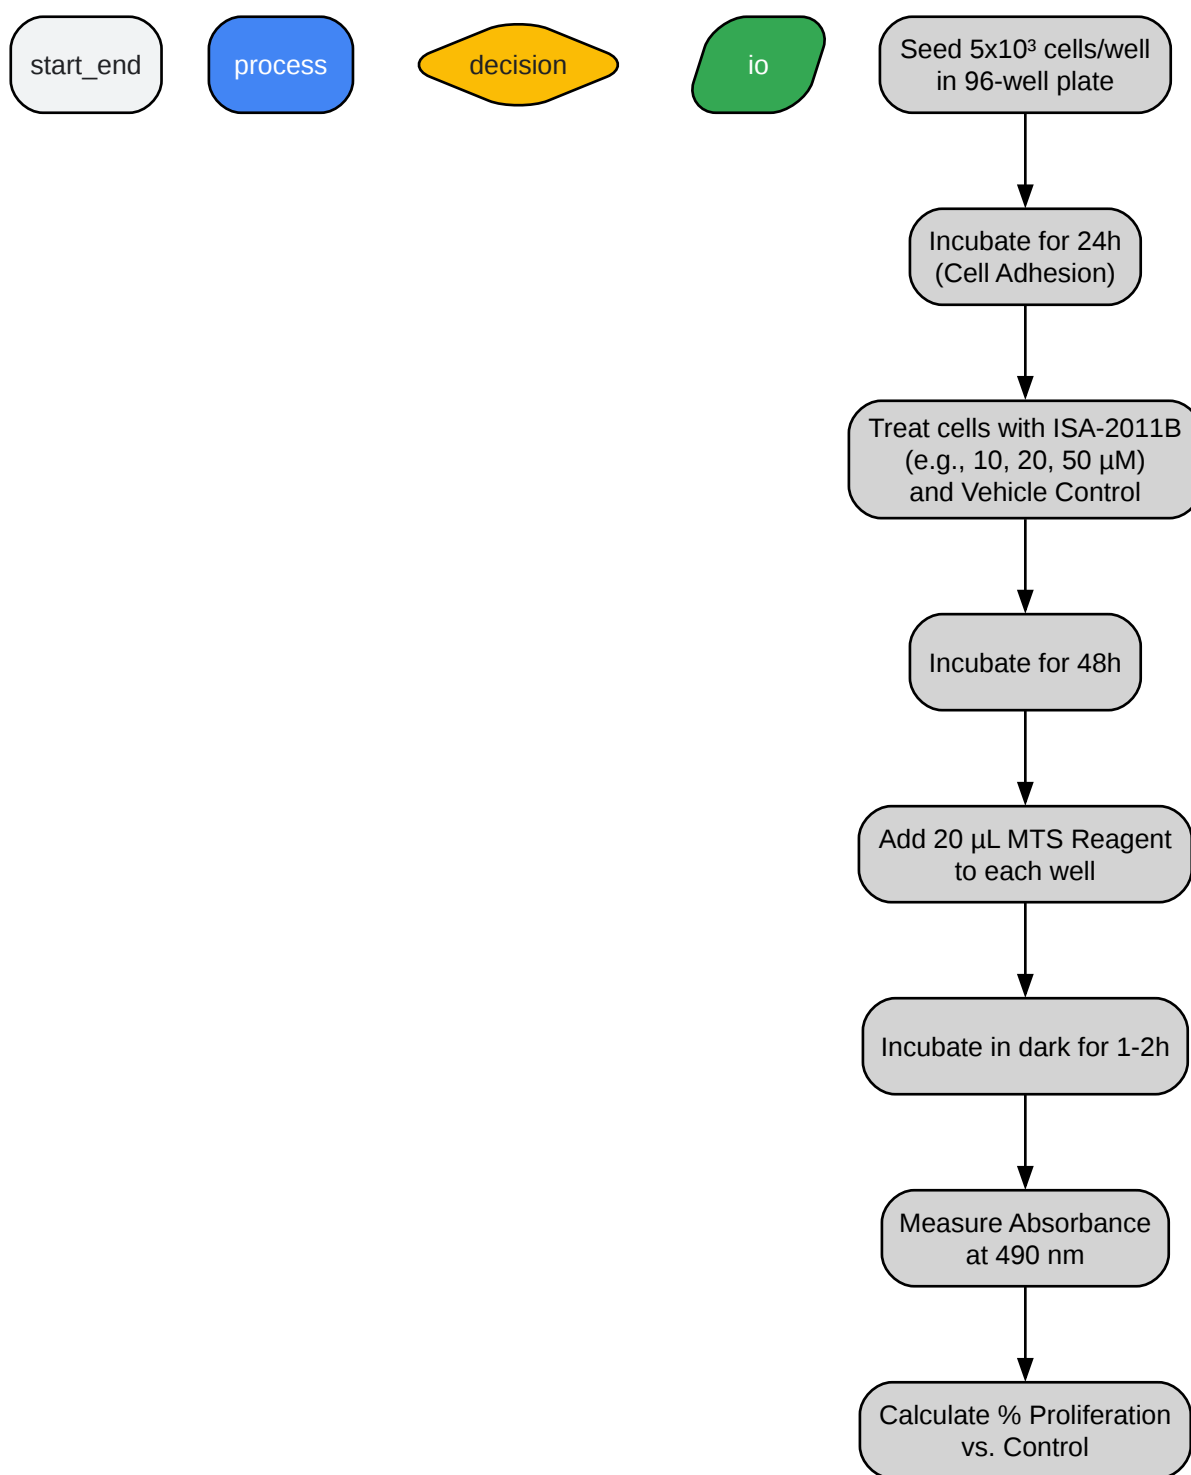 start_end
process
decision
io
Seed 5x10³ cells/well
in 96-well plate
Incubate for 24h
(Cell Adhesion)
Treat cells with ISA-2011B
(e.g., 10, 20, 50 µM)
and Vehicle Control
Incubate for 48h
Add 20 µL MTS Reagent
to each well
Incubate in dark for 1-2h
Measure Absorbance
at 490 nm
Calculate % Proliferation
vs. Control